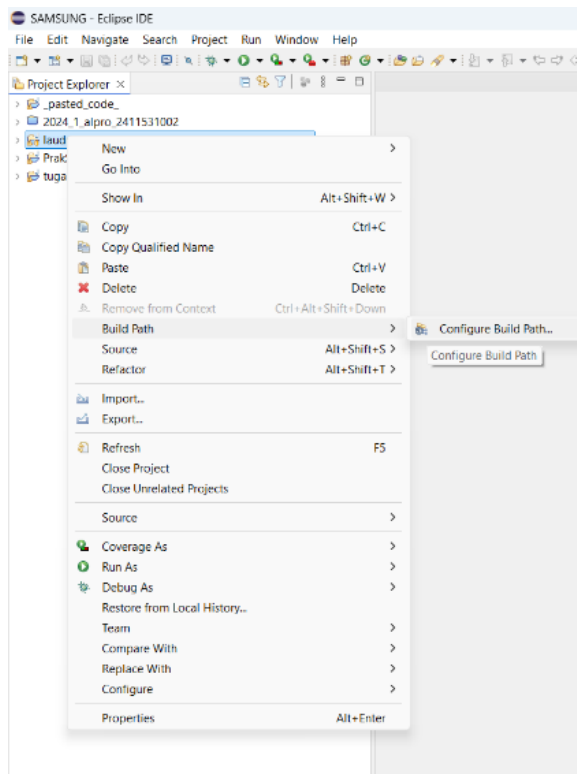 SAMSUNG - Eclipse IDE
File Edit Navigate Search Project Run Window Help
Project Explorer
_pasted_code_
2024_1_alpro_2411531002
laud
Prak
tuga
New
Go Into
Show In Alt+Shift+W
Copy Ctrl+C
Copy Qualified Name
Paste Ctrl+V
Delete Delete
Remove from Context Ctrl+Alt+Shift+Down
Build Path
Configure Build Path...
Source Alt+Shift+S
Configure Build Path
Refactor Alt+Shift+T
Import...
Export...
Refresh F5
Close Project
Close Unrelated Projects
Source
Coverage As
Run As
Debug As
Restore from Local History...
Team
Compare With
Replace With
Configure
Properties Alt+Enter